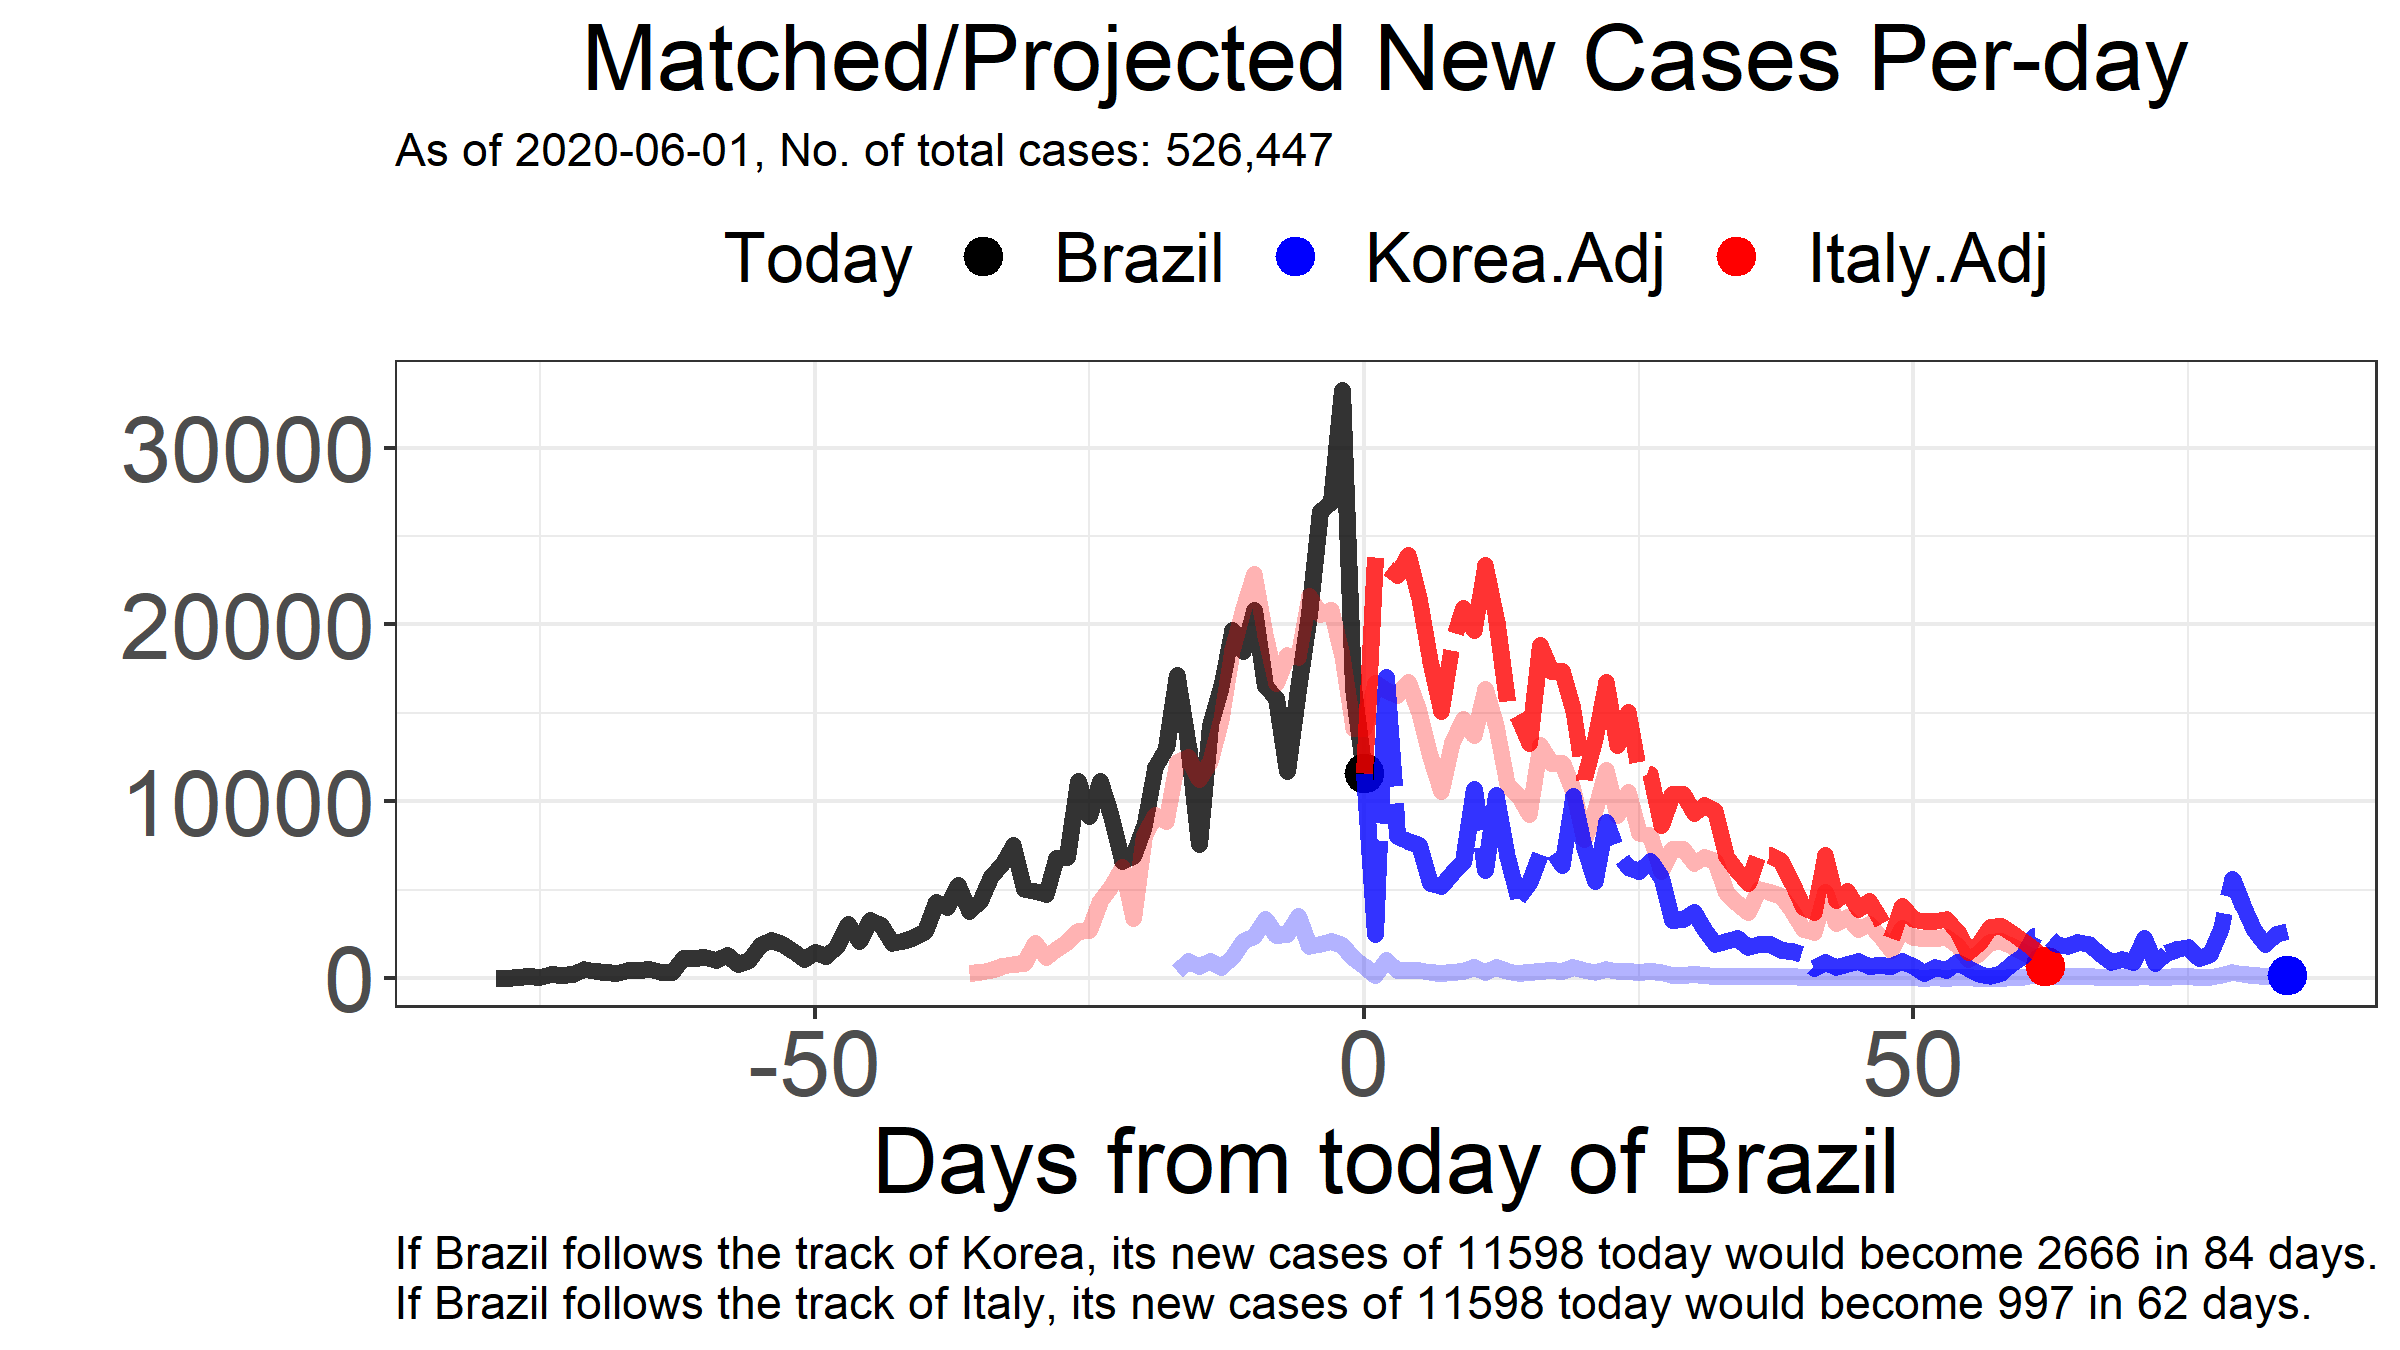 Matched/Projected New Cases Per-day
As of 2020-06-01, No. of total cases: 526,447
Today Brazil Korea.Adj Italy.Adj
30000
20000
10000
0
-50 0 50
Days from today of Brazil
If Brazil follows the track of Korea, its new cases of 11598 today would become 2666 in 84 days.
If Brazil follows the track of Italy, its new cases of 11598 today would become 997 in 62 days.